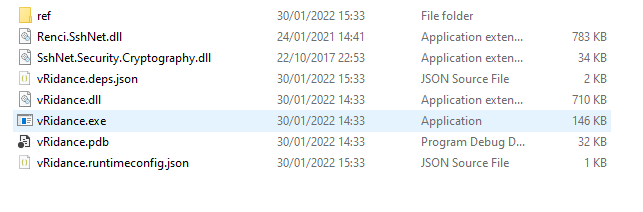 ref 30/01/2022 15:33 File folder
Renci.SshNet.dll 24/01/2021 14:41 Application exten... 783 KB
SshNet.Security.Cryptography.dll 22/10/2017 22:53 Application exten... 34 KB
vRidance.deps.json 30/01/2022 15:33 JSON Source File 2 KB
vRidance.dll 30/01/2022 14:33 Application exten... 710 KB
vRidance.exe 30/01/2022 14:33 Application 146 KB
vRidance.pdb 30/01/2022 14:33 Program Debug D... 32 KB
vRidance.runtimeconfig.json 30/01/2022 15:33 JSON Source File 1 KB